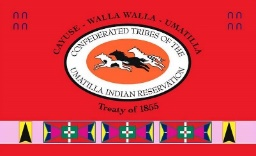 CAYUSE - WALLA WALLA - UMATILLA
CONFEDERATED TRIBES OF THE
UMATILLA INDIAN RESERVATION
Treaty of 1855